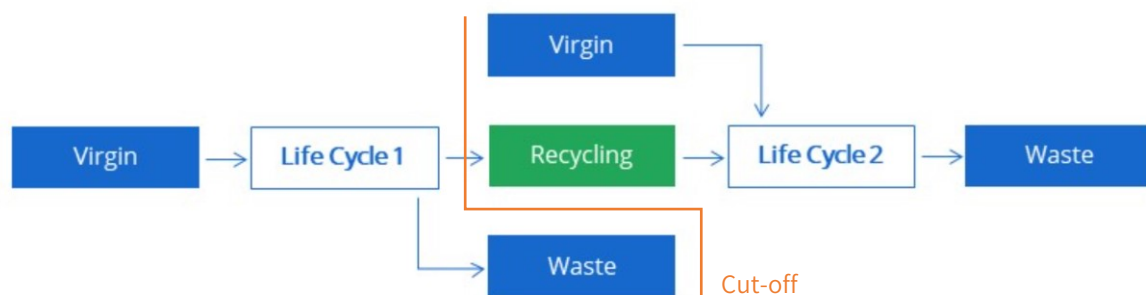 Virgin
Virgin
Life Cycle 1
Recycling
Life Cycle 2
Waste
Waste
Cut-off